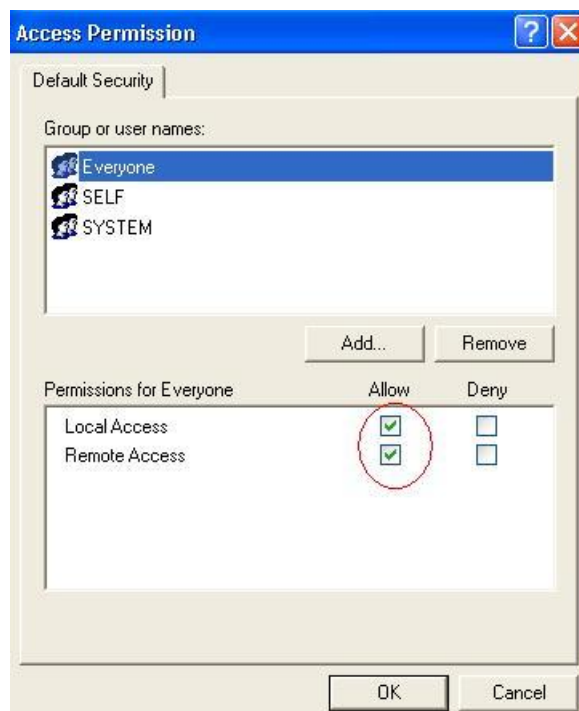 Access Permission
Default Security
Group or user names:
Everyone
SELF
SYSTEM
Add... Remove
Permissions for Everyone Allow Deny
Local Access
Remote Access
OK Cancel